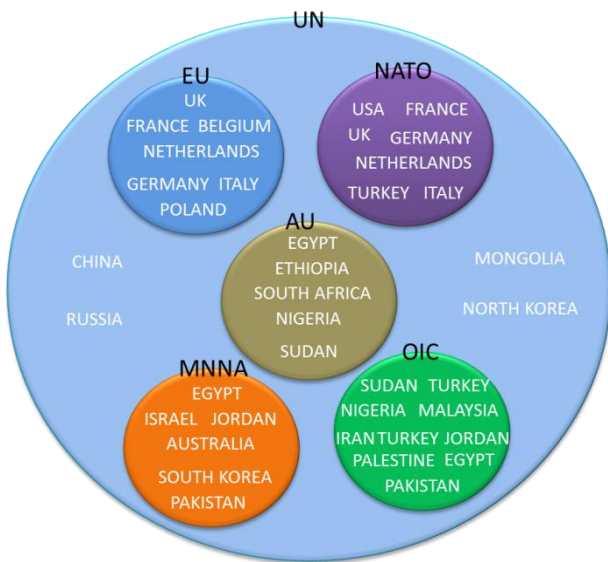 UN
EU
UK
FRANCE BELGIUM
NETHERLANDS
GERMANY ITALY
POLAND
NATO
USA FRANCE
UK GERMANY
NETHERLANDS
TURKEY ITALY
CHINA
RUSSIA
AU
EGYPT
ETHIOPIA
SOUTH AFRICA
NIGERIA
SUDAN
MONGOLIA
NORTH KOREA
MNNA
EGYPT
ISRAEL JORDAN
AUSTRALIA
SOUTH KOREA
PAKISTAN
OIC
SUDAN TURKEY
NIGERIA MALAYSIA
IRAN TURKEY JORDAN
PALESTINE EGYPT
PAKISTAN